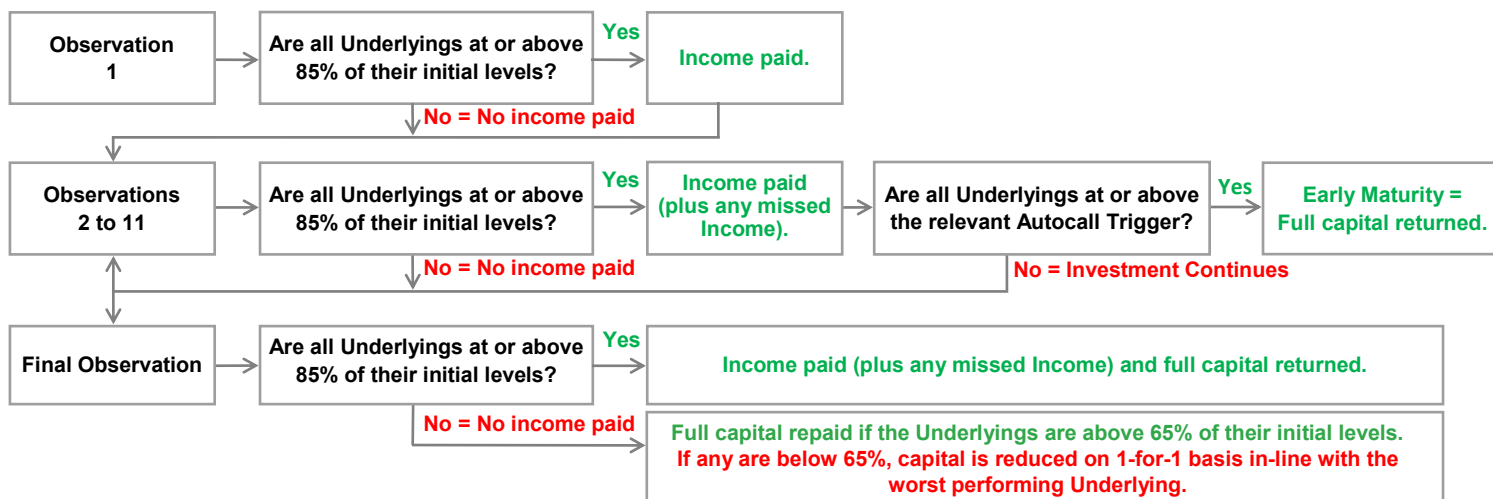 Observation
1
Are all Underlyings at or above
85% of their initial levels?
Yes
Income paid.
No = No income paid
Observations
2 to 11
Are all Underlyings at or above
85% of their initial levels?
Yes
Income paid
(plus any missed
Income).
Are all Underlyings at or above
the relevant Autocall Trigger?
Yes
Early Maturity =
Full capital returned.
No = No income paid
No = Investment Continues
Final Observation
Are all Underlyings at or above
85% of their initial levels?
Yes
Income paid (plus any missed Income) and full capital returned.
No = No income paid
Full capital repaid if the Underlyings are above 65% of their initial levels.
If any are below 65%, capital is reduced on 1-for-1 basis in-line with the
worst performing Underlying.